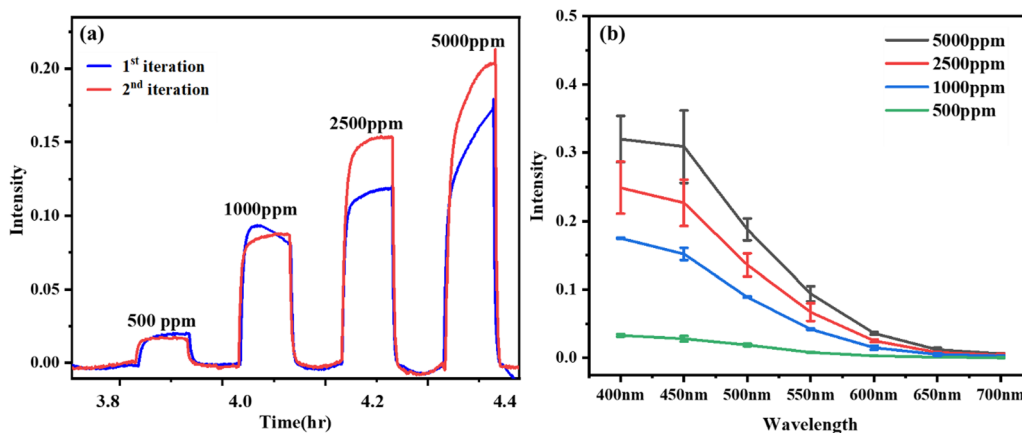 (a)
1st iteration
2nd iteration
500 ppm
1000ppm
2500ppm
5000ppm
Intensity
0.20
0.15
0.10
0.05
0.00
3.8
4.0
4.2
4.4
Time(hr)
(b)
5000ppm
2500ppm
1000ppm
500ppm
Intensity
0.5
0.4
0.3
0.2
0.1
0.0
400nm
450nm
500nm
550nm
600nm
650nm
700nm
Wavelength